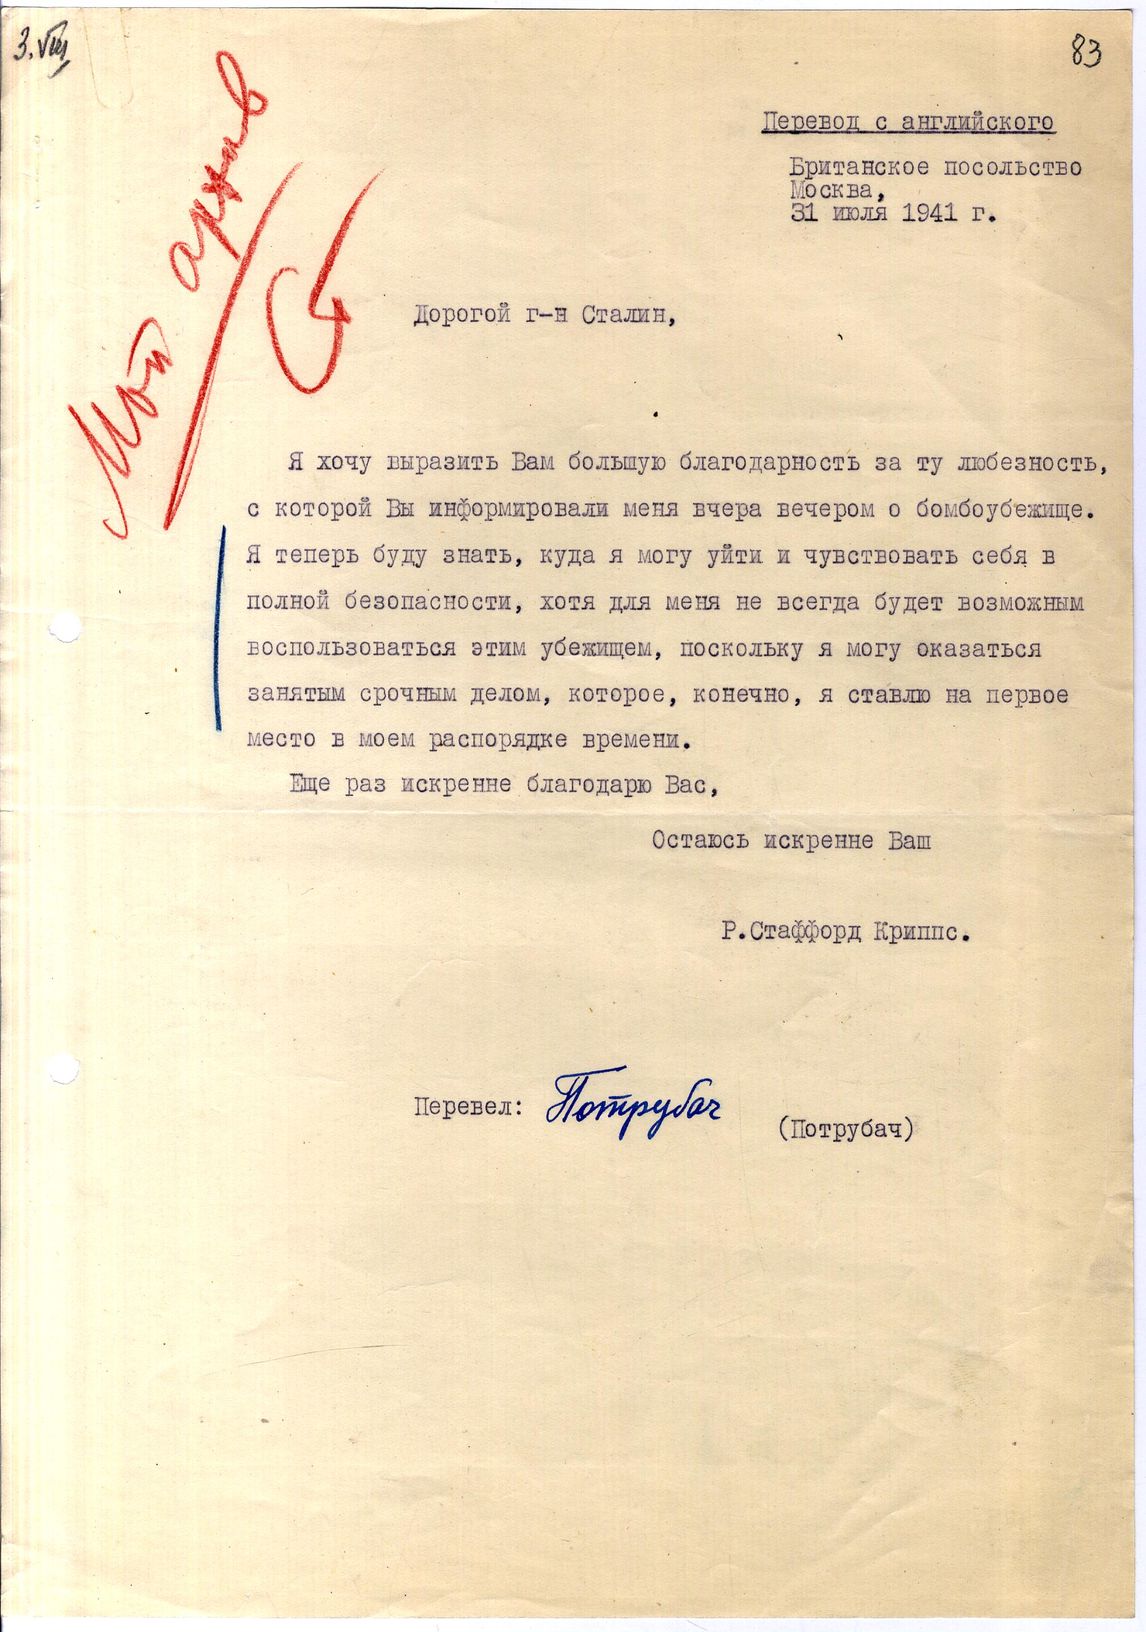 3.VIII
83
Мой архив
Ст
Перевод с английского
Британское посольство
Москва,
31 июля 1941 г.
Дорогой г-н Сталин,
Я хочу выразить Вам большую благодарность за ту любезность,
с которой Вы информировали меня вчера вечером о бомбоубежище.
Я теперь буду знать, куда я могу уйти и чувствовать себя в
полной безопасности, хотя для меня не всегда будет возможным
воспользоваться этим убежищем, поскольку я могу оказаться
занятым срочным делом, которое, конечно, я ставлю на первое
место в моем распорядке времени.
Еще раз искренне благодарю Вас,
Остаюсь искренне Ваш
Р.Стаффорд Криппс.
Перевел: Потрубач
(Потрубач)